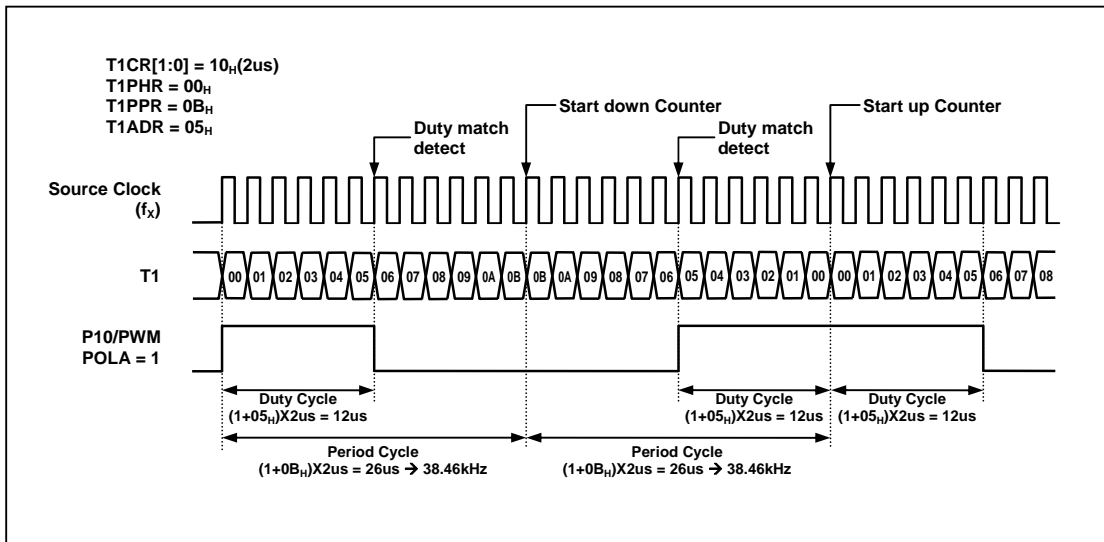 T1CR[1:0] = 10H(2us)
T1PHR = 00H
T1PPR = 0BH
T1ADR = 05H
Duty match
detect
Start down Counter
Duty match
detect
Start up Counter
Source Clock
(fX)
T1
00 01 02 03 04 05 06 07 08 09 0A 0B 0B 0A 09 08 07 06 05 04 03 02 01 00 00 01 02 03 04 05 06 07 08
P10/PWM
POLA = 1
Duty Cycle
(1+05H)X2us = 12us
Duty Cycle
(1+05H)X2us = 12us
Duty Cycle
(1+05H)X2us = 12us
Period Cycle
(1+0BH)X2us = 26us → 38.46kHz
Period Cycle
(1+0BH)X2us = 26us → 38.46kHz